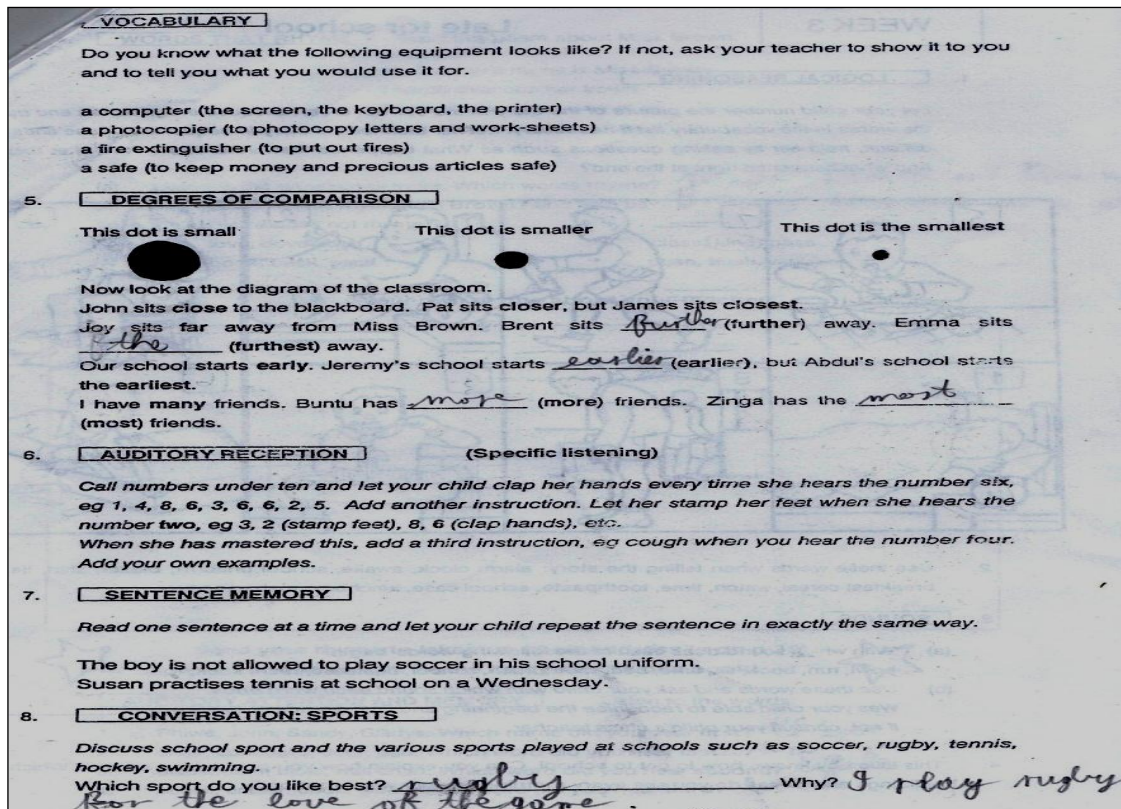 VOCABULARY
Do you know what the following equipment looks like? If not, ask your teacher to show it to you
and to tell you what you would use it for.
a computer (the screen, the keyboard, the printer)
a photocopier (to photocopy letters and work-sheets)
a fire extinguisher (to put out fires)
a safe (to keep money and precious articles safe)
5. DEGREES OF COMPARISON
This dot is small This dot is smaller This dot is the smallest
Now look at the diagram of the classroom.
John sits close to the blackboard. Pat sits closer, but James sits closest.
Joy sits far away from Miss Brown. Brent sits further (further) away. Emma sits
the (furthest) away.
Our school starts early. Jeremy's school starts earlier (earlier), but Abdul's school starts
the earliest.
I have many friends. Buntu has more (more) friends. Zinga has the most
(most) friends.
6. AUDITORY RECEPTION (Specific listening)
Call numbers under ten and let your child clap her hands every time she hears the number six,
eg 1, 4, 8, 6, 3, 6, 6, 2, 5. Add another instruction. Let her stamp her feet when she hears the
number two, eg 3, 2 (stamp feet), 8, 6 (clap hands), etc.
When she has mastered this, add a third instruction, eg cough when you hear the number four.
Add your own examples.
7. SENTENCE MEMORY
Read one sentence at a time and let your child repeat the sentence in exactly the same way.
The boy is not allowed to play soccer in his school uniform.
Susan practises tennis at school on a Wednesday.
8. CONVERSATION: SPORTS
Discuss school sport and the various sports played at schools such as soccer, rugby, tennis,
hockey, swimming.
Which sport do you like best? rugby Why? I play rugby
for the love of the game.